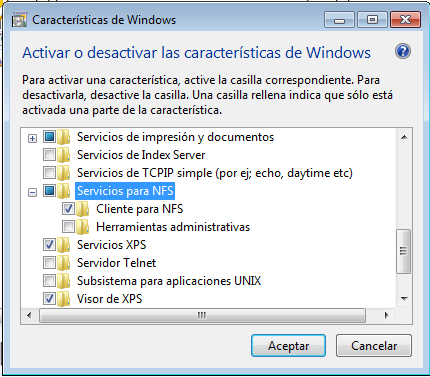 Características de Windows
Activar o desactivar las características de Windows
Para activar una característica, active la casilla correspondiente. Para
desactivarla, desactive la casilla. Una casilla rellena indica que sólo está
activada una parte de la característica.
Servicios de impresión y documentos
Servicios de Index Server
Servicios de TCPIP simple (por ej; echo, daytime etc)
Servicios para NFS
Cliente para NFS
Herramientas administrativas
Servicios XPS
Servidor Telnet
Subsistema para aplicaciones UNIX
Visor de XPS
Aceptar
Cancelar